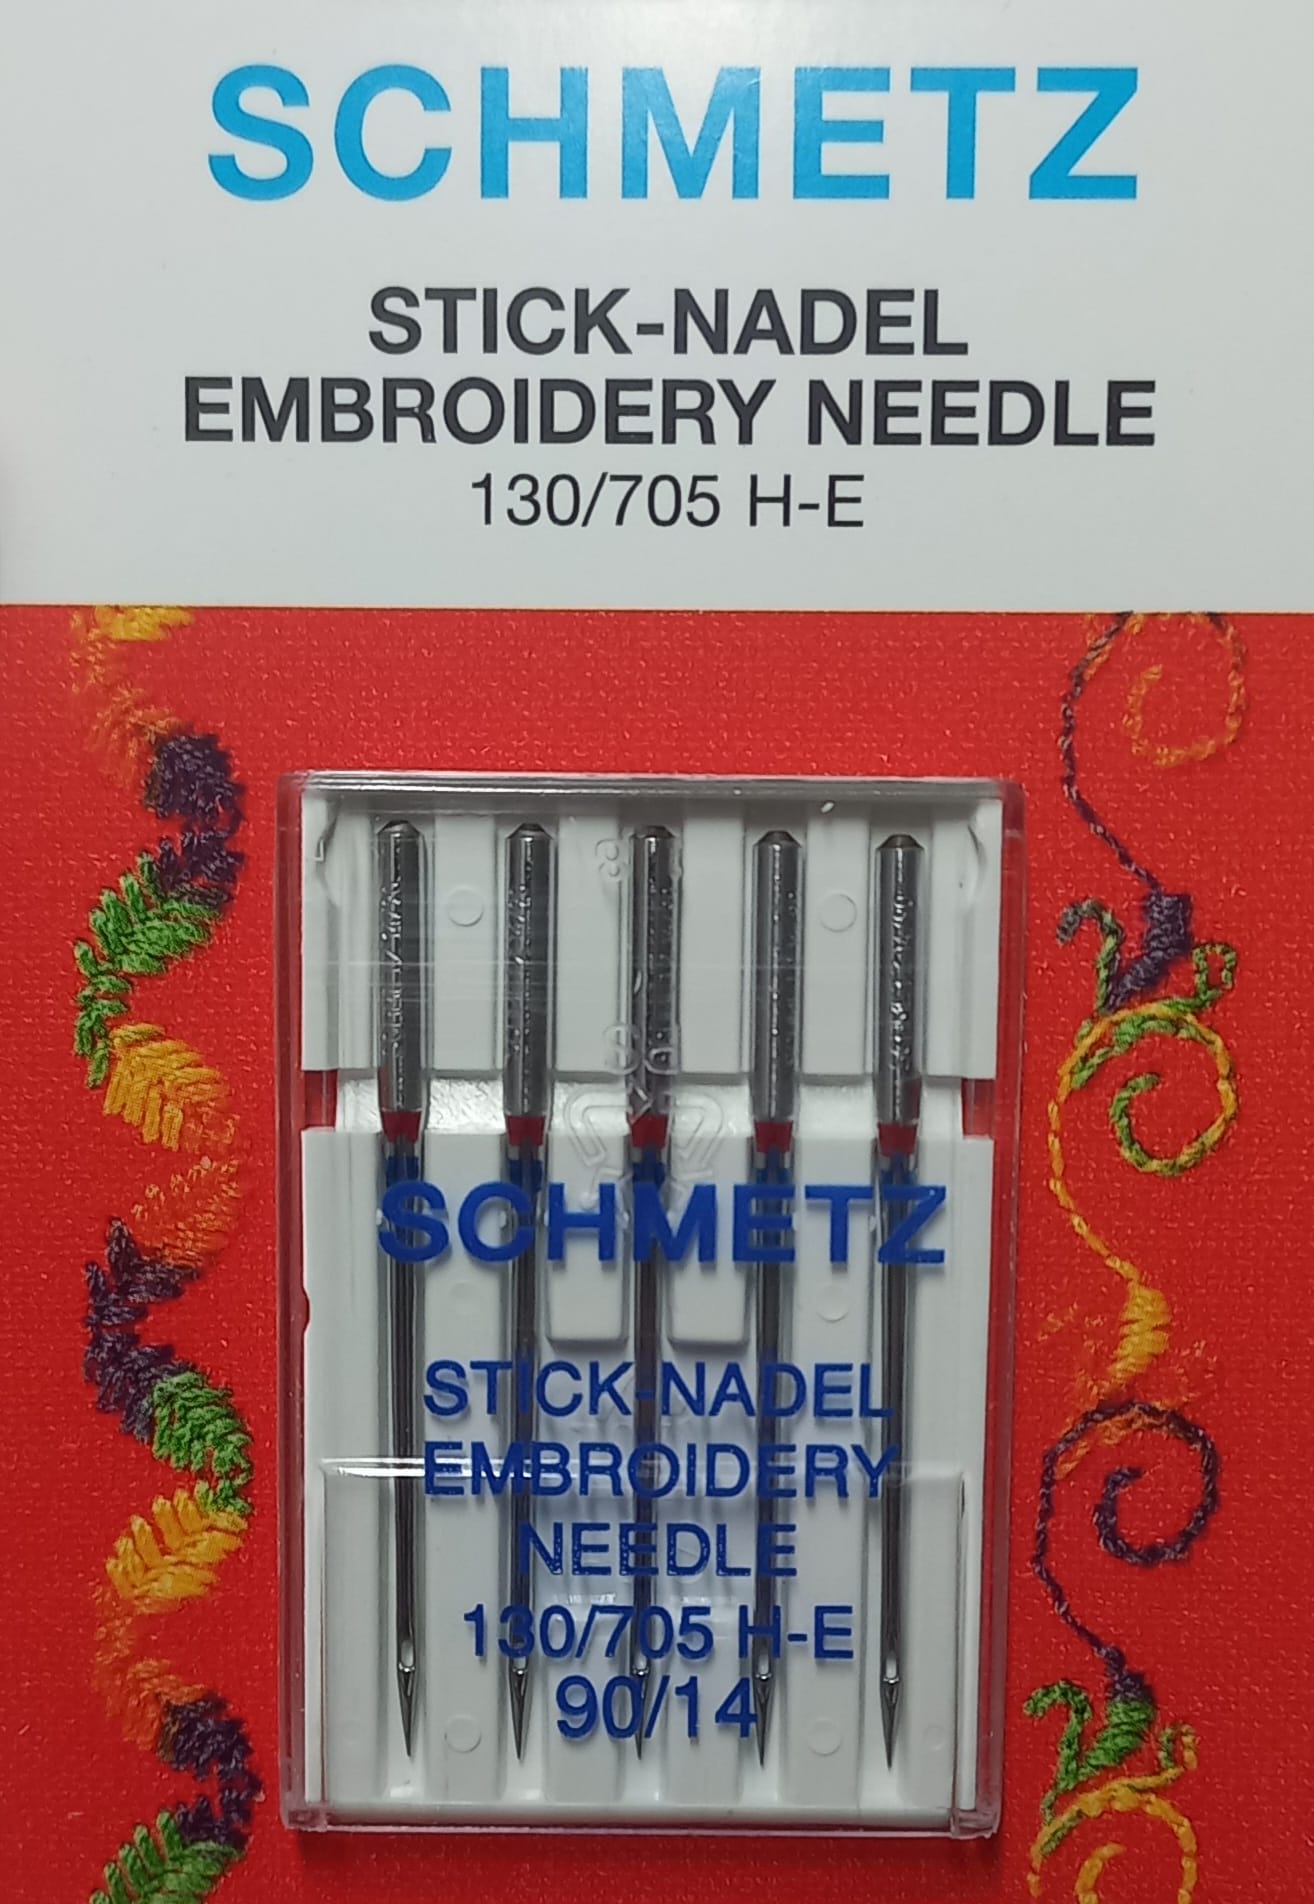 SCHMETZ
STICK-NADEL
EMBROIDERY NEEDLE
130/705 H-E
SCHMETZ
STICK-NADEL
EMBROIDERY
NEEDLE
130/705 H-E
90/14